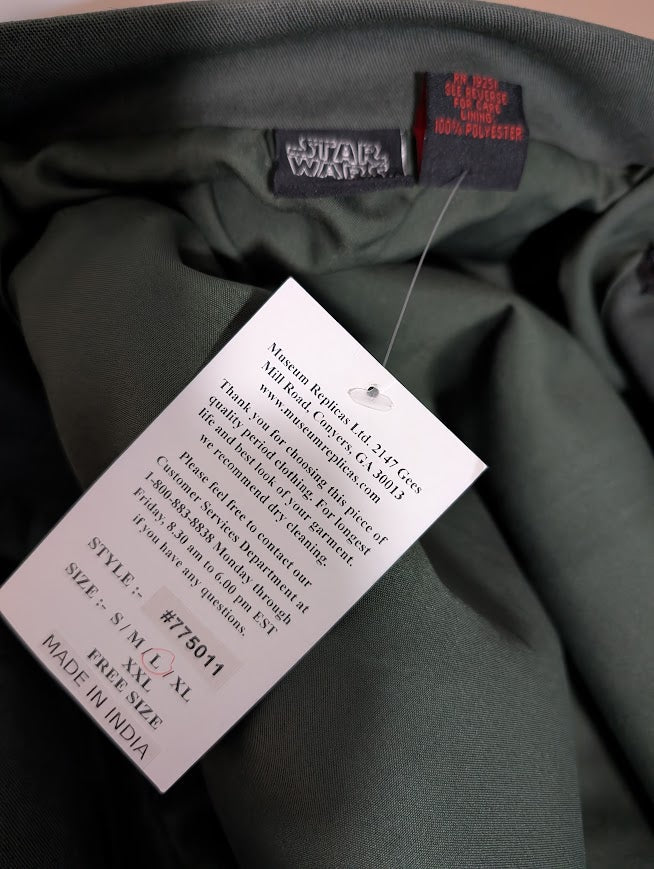 RN 19251
SEE REVERSE
FOR CARE
LINING:
100% POLYESTER
STAR
WARS
Museum Replicas Ltd. 2147 Gees
Mill Road, Conyers, GA 30013
www.museumreplicas.com
Thank you for choosing this piece of
quality period clothing. For longest
life and best look of your garment.
we recommend dry cleaning.
Please feel free to contact our
Customer Services Department at
1-800-883-8838 Monday through
Friday, 8.30 am to 6.00 pm EST
if you have any questions.
STYLE :- #775011
SIZE :- S / M / L / XL
XXL
FREE SIZE
MADE IN INDIA